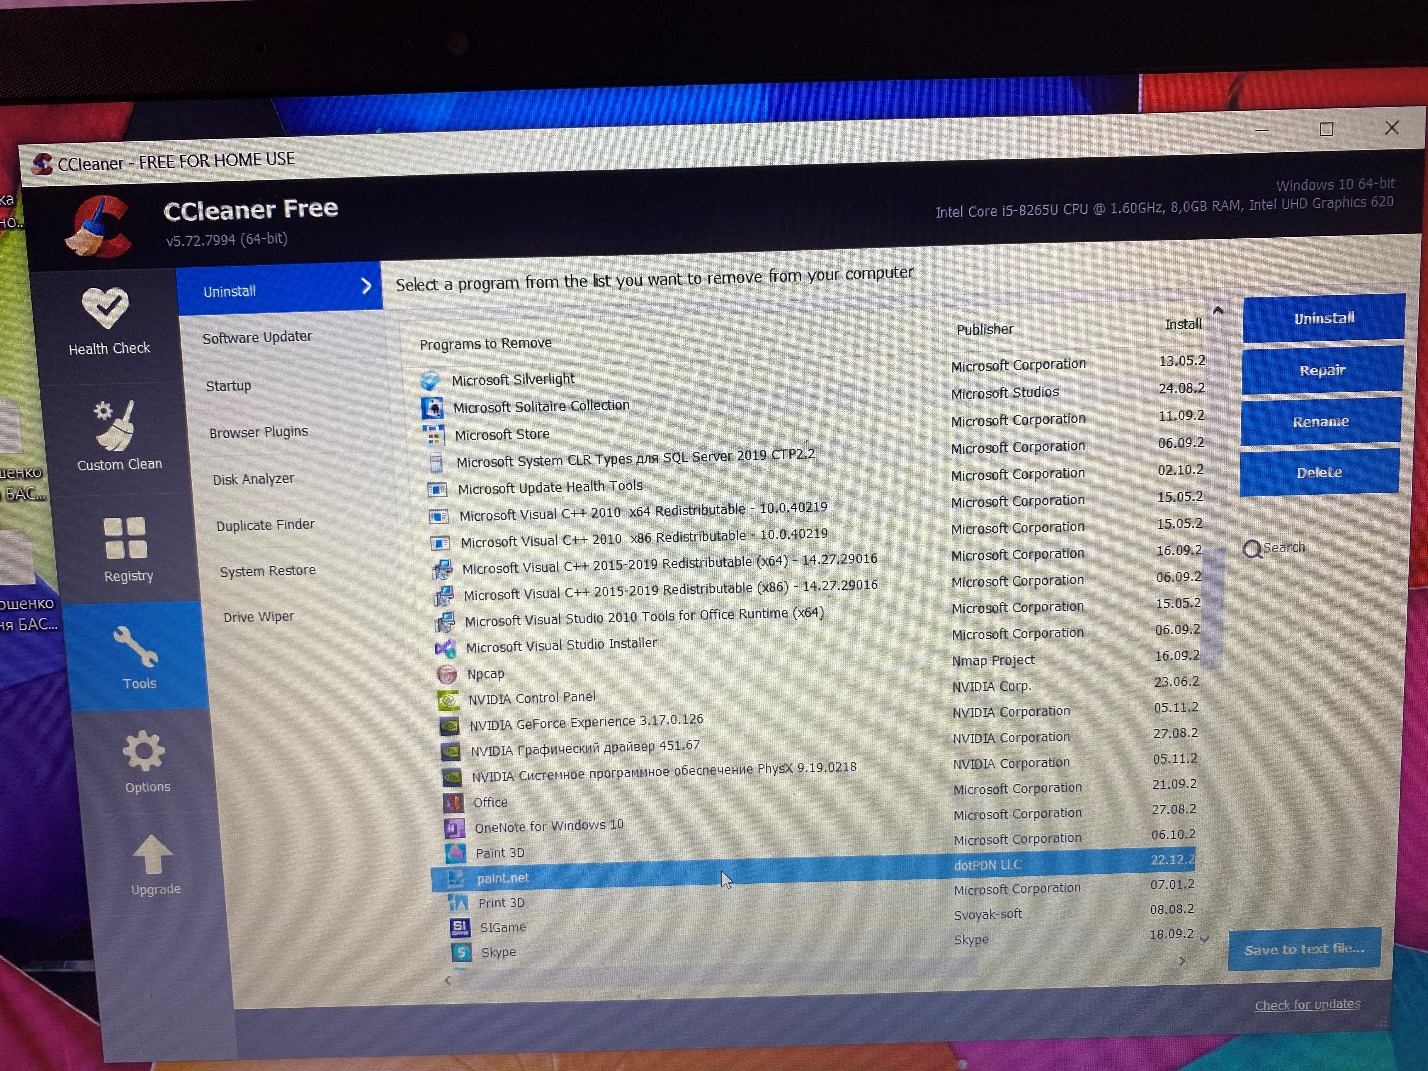 CCleaner - FREE FOR HOME USE
CCleaner Free
v5.72.7994 (64-bit)
Windows 10 64-bit
Intel Core i5-8265U CPU @ 1.60GHz, 8,0GB RAM, Intel UHD Graphics 620
Health Check
Custom Clean
Registry
Tools
Options
Upgrade
Uninstall
Software Updater
Startup
Browser Plugins
Disk Analyzer
Duplicate Finder
System Restore
Drive Wiper
Select a program from the list you want to remove from your computer
Programs to Remove Publisher Install
Microsoft Silverlight Microsoft Corporation 13.05.2
Microsoft Solitaire Collection Microsoft Studios 24.08.2
Microsoft Store Microsoft Corporation 11.09.2
Microsoft System CLR Types для SQL Server 2019 CTP2.2 Microsoft Corporation 06.09.2
Microsoft Update Health Tools Microsoft Corporation 02.10.2
Microsoft Visual C++ 2010 x64 Redistributable - 10.0.40219 Microsoft Corporation 15.05.2
Microsoft Visual C++ 2010 x86 Redistributable - 10.0.40219 Microsoft Corporation 15.05.2
Microsoft Visual C++ 2015-2019 Redistributable (x64) - 14.27.29016 Microsoft Corporation 16.09.2
Microsoft Visual C++ 2015-2019 Redistributable (x86) - 14.27.29016 Microsoft Corporation 06.09.2
Microsoft Visual Studio 2010 Tools for Office Runtime (x64) Microsoft Corporation 15.05.2
Microsoft Visual Studio Installer Microsoft Corporation 06.09.2
Npcap Nmap Project 16.09.2
NVIDIA Control Panel NVIDIA Corp. 23.06.2
NVIDIA GeForce Experience 3.17.0.126 NVIDIA Corporation 05.11.2
NVIDIA Графический драйвер 451.67 NVIDIA Corporation 27.08.2
NVIDIA Системное программное обеспечение PhysX 9.19.0218 NVIDIA Corporation 05.11.2
Office Microsoft Corporation 21.09.2
OneNote for Windows 10 Microsoft Corporation 27.08.2
Paint 3D Microsoft Corporation 06.10.2
paint.net dotPDN LLC 22.12.2
Print 3D Microsoft Corporation 07.01.2
SIGame Svoyak-soft 08.08.2
Skype Skype 18.09.2
Uninstall
Repair
Rename
Delete
Search
Save to text file...
Check for updates
БАС...
БАС...